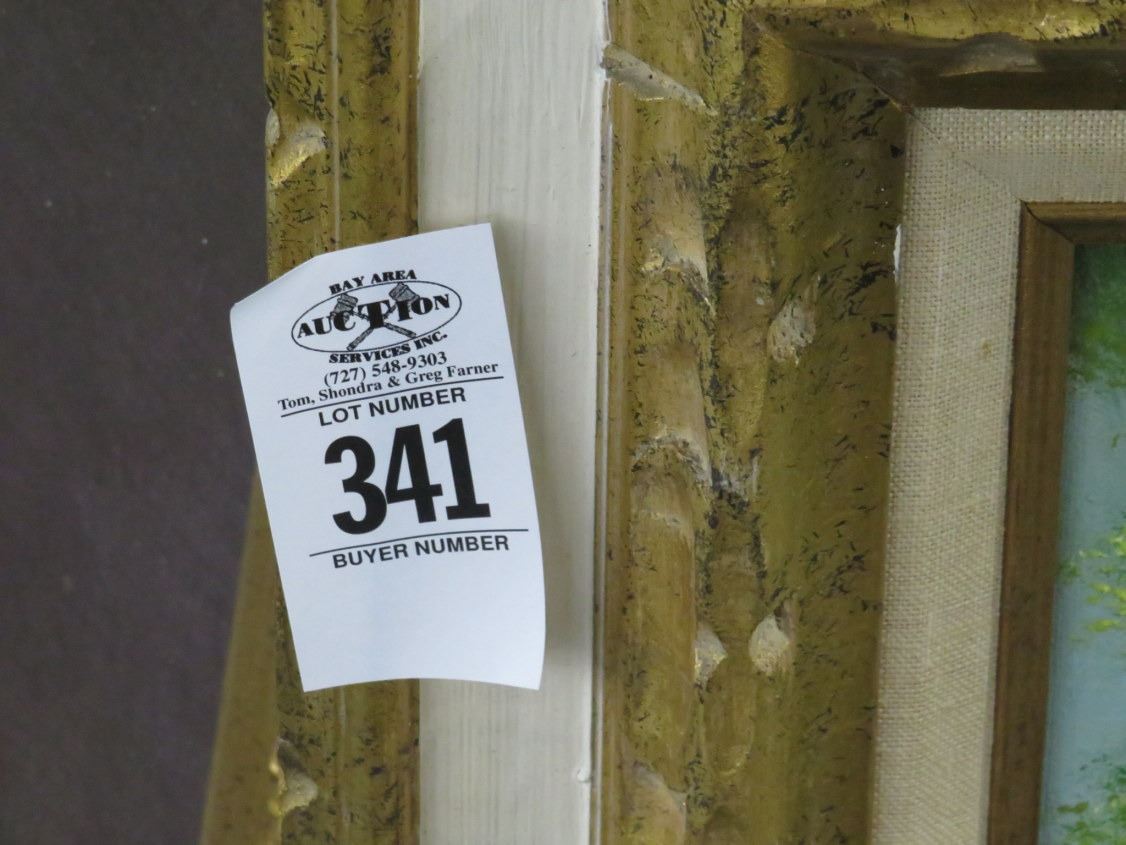 BAY AREA
AUCTION
SERVICES INC.
(727) 548-9303
Tom, Shondra & Greg Farner
LOT NUMBER
341
BUYER NUMBER